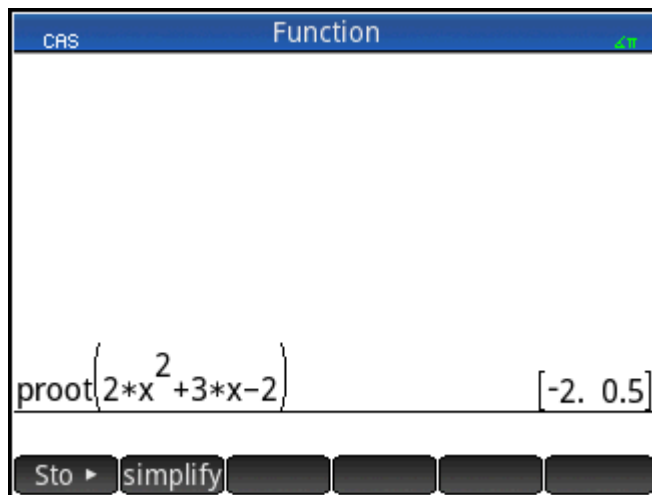 CAS Function ∡π
proot(2*x^2+3*x-2) [-2. 0.5]
Sto ▸ simplify